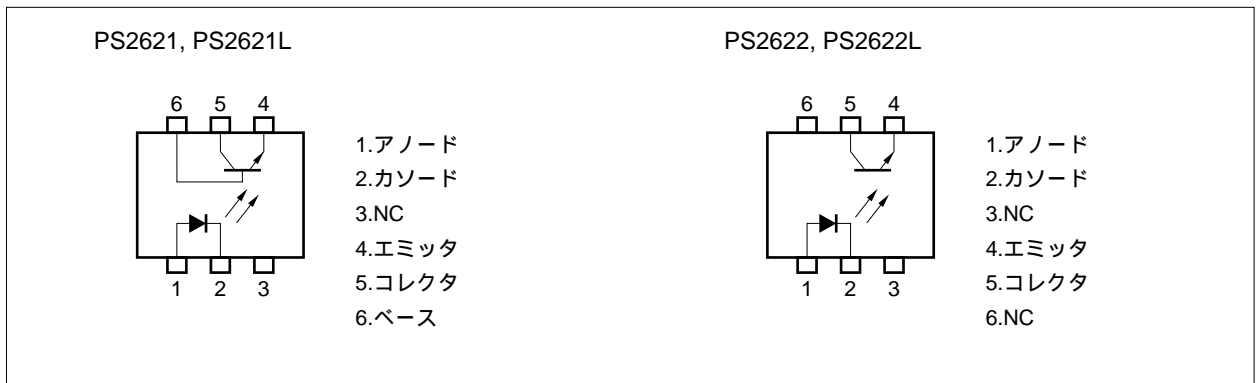 PS2621, PS2621L
6 5 4
1 2 3
1.アノード
2.カソード
3.NC
4.エミッタ
5.コレクタ
6.ベース
PS2622, PS2622L
6 5 4
1 2 3
1.アノード
2.カソード
3.NC
4.エミッタ
5.コレクタ
6.NC